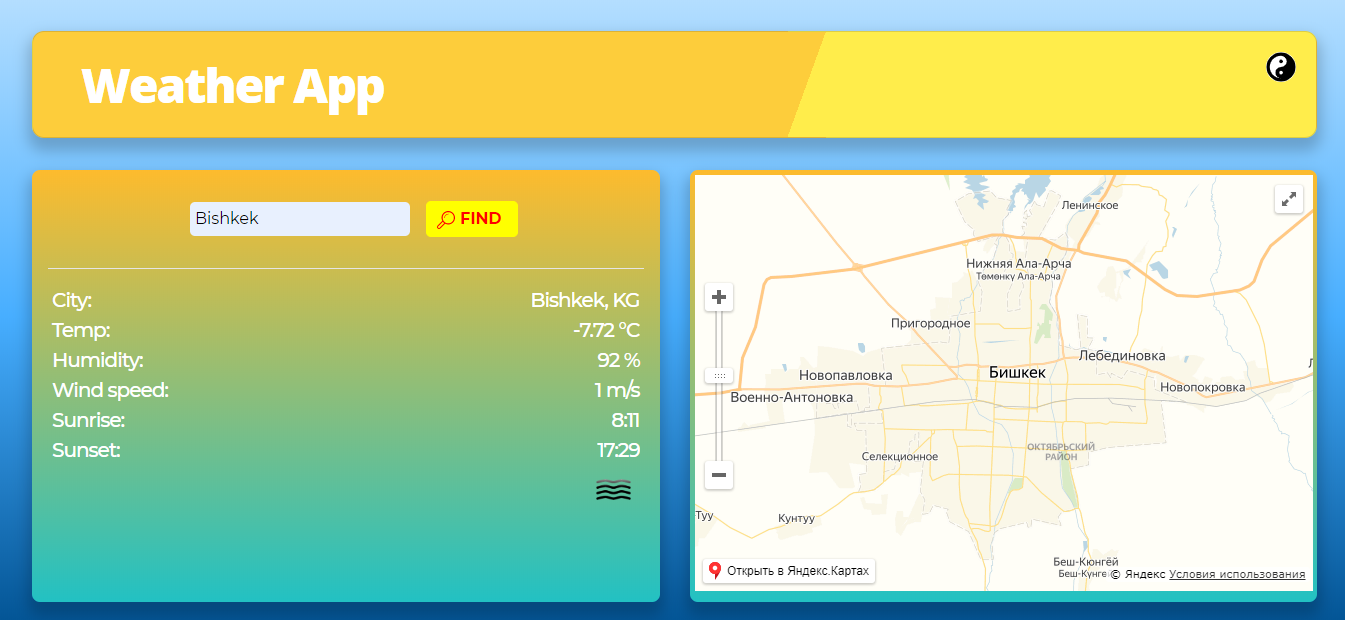 Weather App
Bishkek
FIND
City: Bishkek, KG
Temp: -7.72 °C
Humidity: 92 %
Wind speed: 1 m/s
Sunrise: 8:11
Sunset: 17:29
Ленинское
Нижняя Ала-Арча
Төмөнкү Ала-Арча
Пригородное
Лебединовка
Бишкек
Новопавловка
Новопокровка
Военно-Антоновка
ОКТЯБРЬСКИЙ
РАЙОН
Селекционное
Туу
Кунтуу
Беш-Кюнгёй
Беш-Күнгө
Открыть в Яндекс.Картах
© Яндекс Условия использования